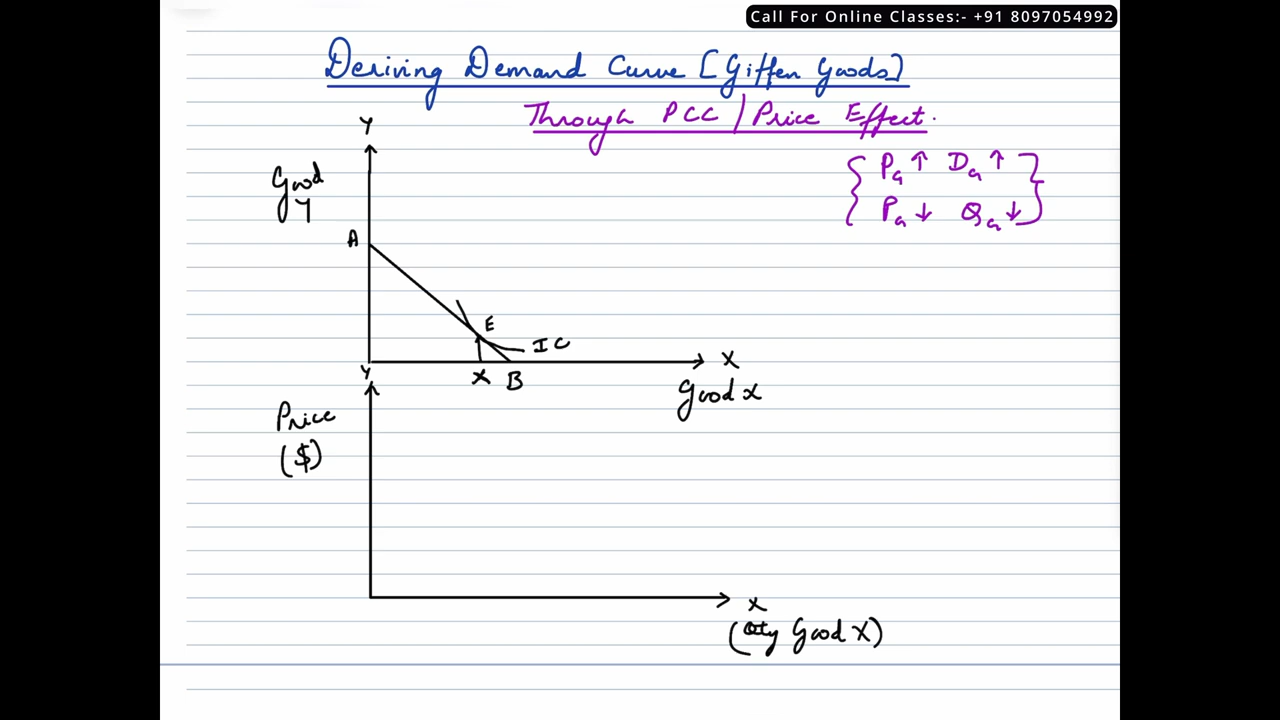 Call For Online Classes:- +91 8097054992
Deriving Demand Curve [Giffen Goods]
Through PCC / Price Effect.
Pa ↑ Da ↑
Pa ↓ Qa ↓
Y
Good
Y
A
E
IC
X
B
X
Good x
Y
Price
($)
X
(Qty Good X)